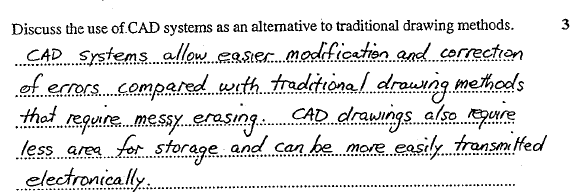 Discuss the use of CAD systems as an alternative to traditional drawing methods. 3
CAD systems allow easier modification and correction
of errors compared with traditional drawing methods
that require messy erasing. CAD drawings also require
less area for storage and can be more easily transmitted
electronically.